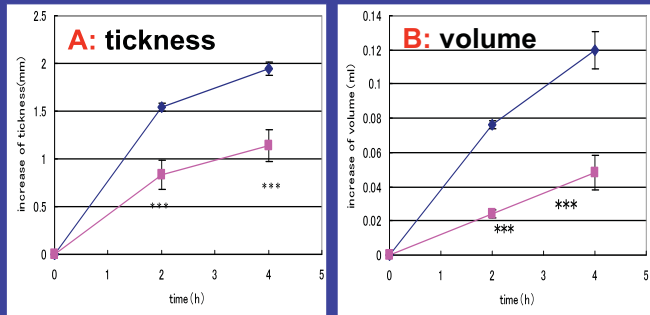 A: tickness
increase of tickness(mm)
2.5
2
1.5
1
0.5
0
***
***
0 1 2 3 4 5
time(h)
B: volume
increase of volume(ml)
0.14
0.12
0.1
0.08
0.06
0.04
0.02
0
***
***
0 1 2 3 4 5
time(h)